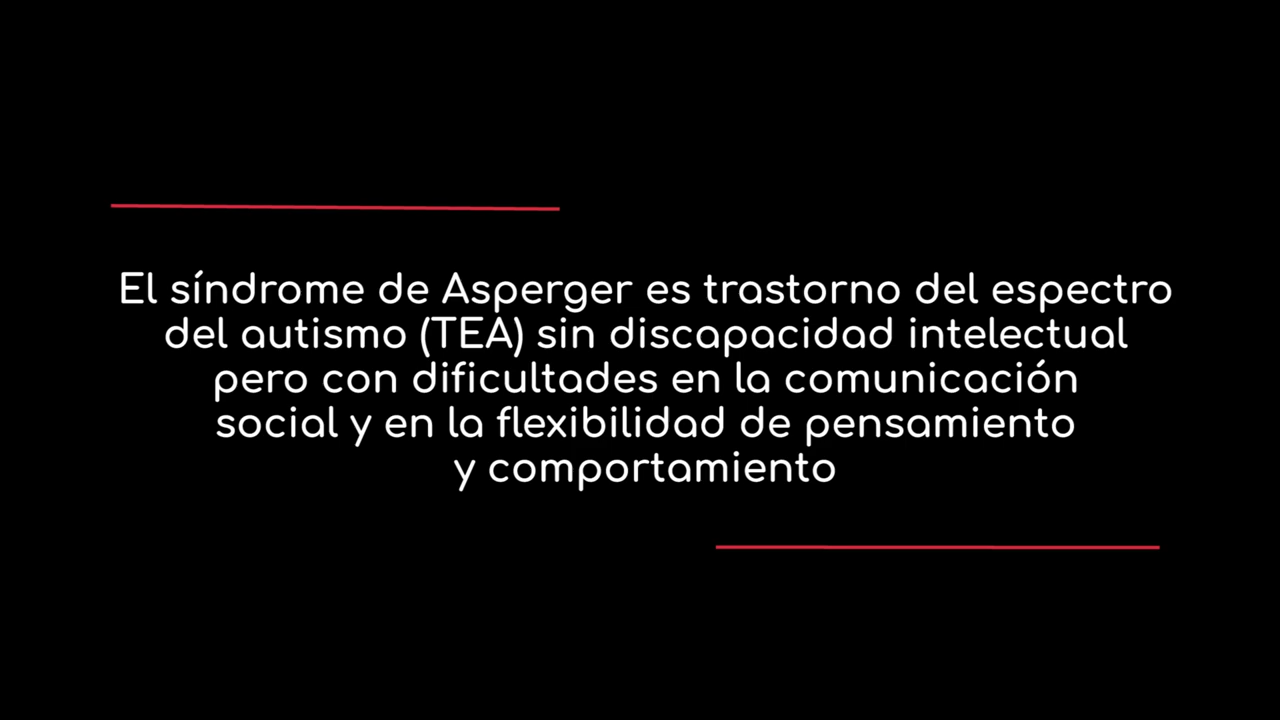 El síndrome de Asperger es trastorno del espectro
del autismo (TEA) sin discapacidad intelectual
pero con dificultades en la comunicación
social y en la flexibilidad de pensamiento
y comportamiento